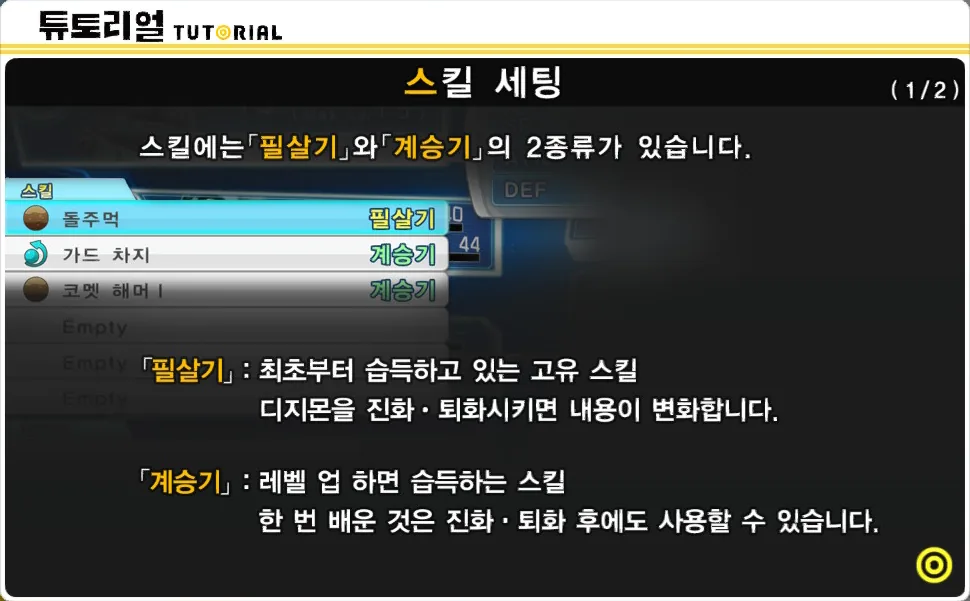 튜토리얼 TUTORIAL
스킬 세팅
(1/2)
스킬에는「필살기」와「계승기」의 2종류가 있습니다.
스킬
DEF
돌주먹 필살기
0
가드 차지 계승기
44
코멧 해머 I 계승기
Empty
Empty
Empty
「필살기」: 최초부터 습득하고 있는 고유 스킬
디지몬을 진화·퇴화시키면 내용이 변화합니다.
「계승기」: 레벨 업 하면 습득하는 스킬
한 번 배운 것은 진화·퇴화 후에도 사용할 수 있습니다.